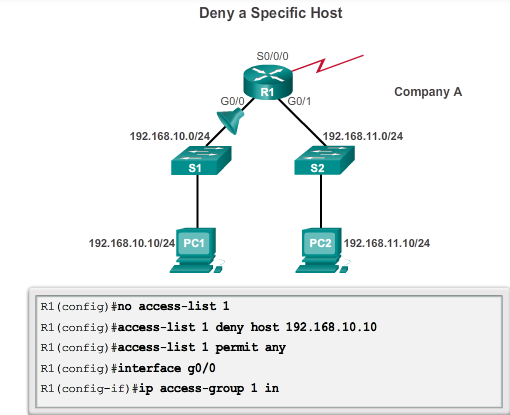 Deny a Specific Host
S0/0/0
R1
G0/0
G0/1
Company A
192.168.10.0/24
192.168.11.0/24
S1
S2
192.168.10.10/24
PC1
PC2
192.168.11.10/24
R1(config)#no access-list 1
R1(config)#access-list 1 deny host 192.168.10.10
R1(config)#access-list 1 permit any
R1(config)#interface g0/0
R1(config-if)#ip access-group 1 in